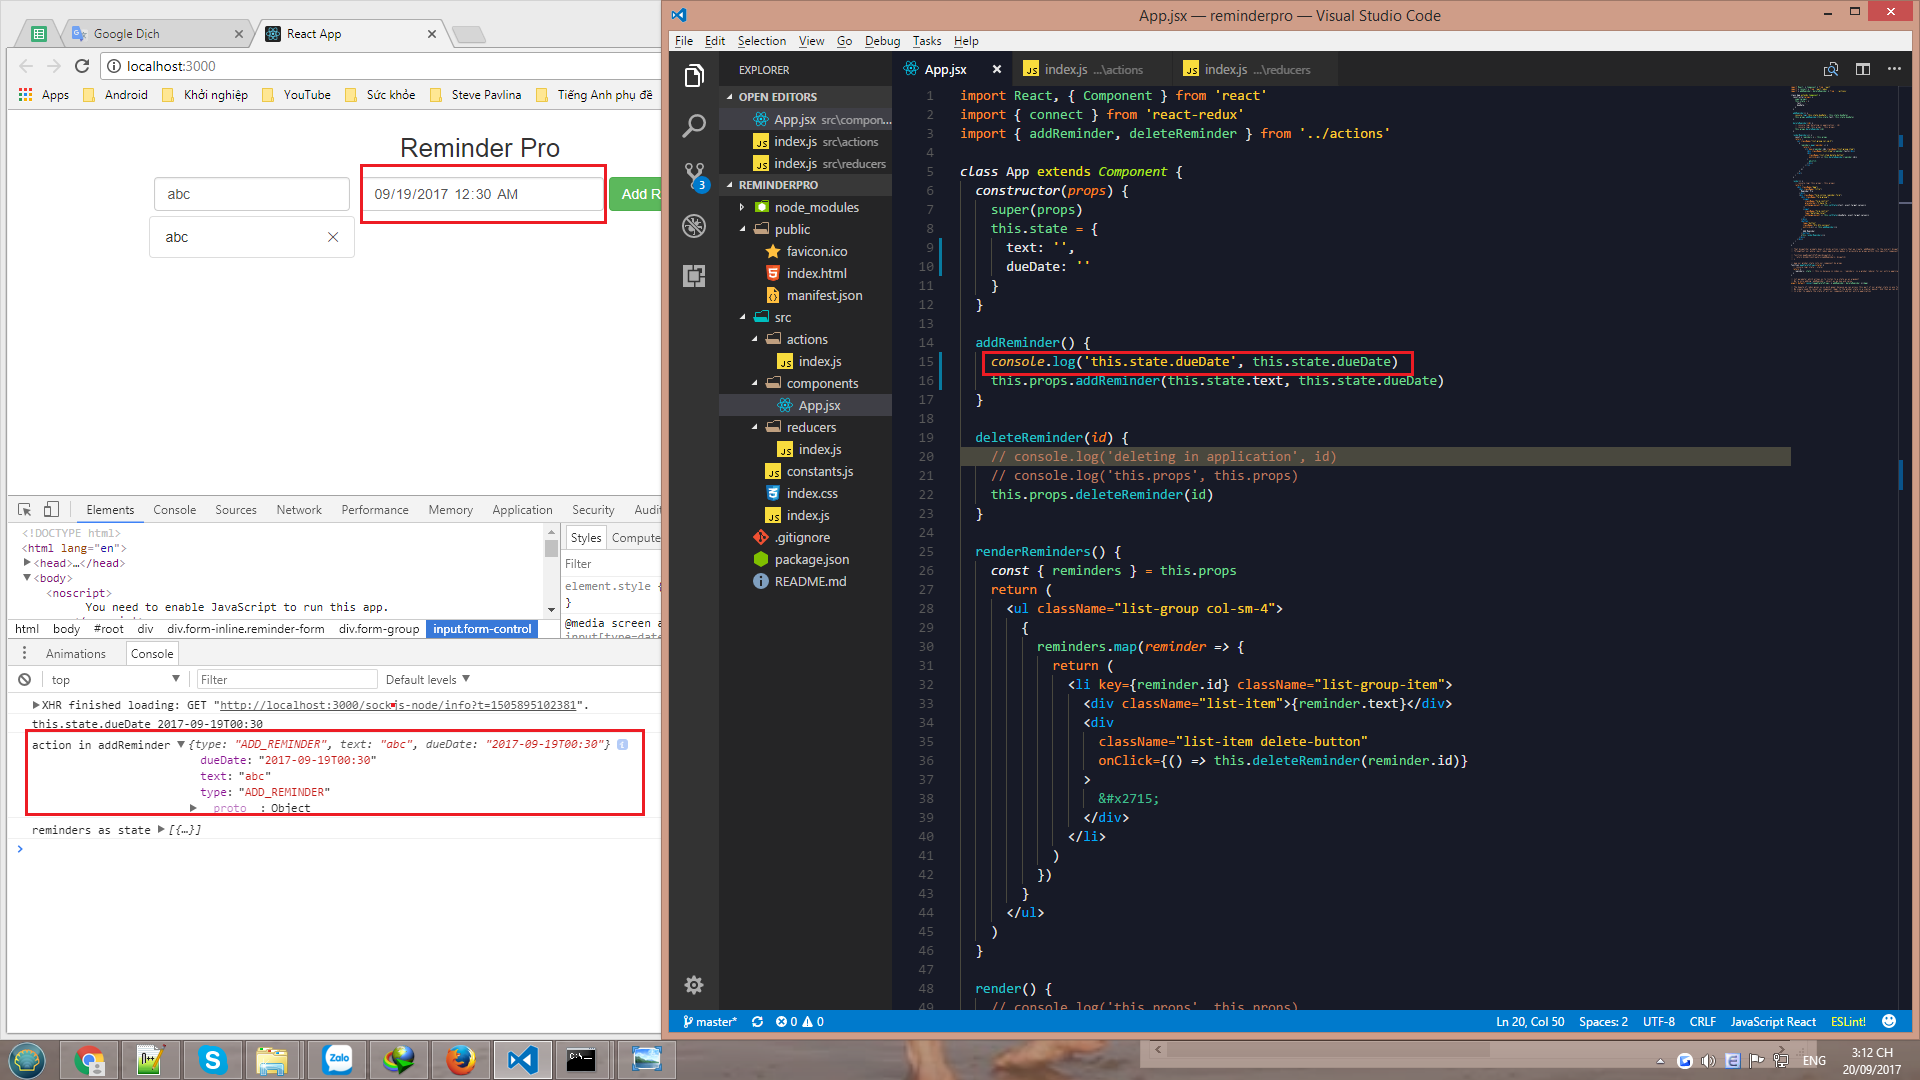 Google Dịch
React App
localhost:3000
Apps
Android
Khởi nghiệp
YouTube
Sức khỏe
Steve Pavlina
Tiếng Anh phụ đề
Reminder Pro
abc
09/19/2017 12:30 AM
Add R
abc
Elements Console Sources Network Performance Memory Application Security Audit
<!DOCTYPE html>
<html lang="en">
<head>…</head>
<body>
<noscript>
You need to enable JavaScript to run this app.
html body #root div div.form-inline.reminder-form div.form-group input.form-control
Styles Compute
Filter
element.style {
}
@media screen a
input[type=date
Animations Console
top
Filter
Default levels
XHR finished loading: GET "http://localhost:3000/sockjs-node/info?t=1505895102381".
this.state.dueDate 2017-09-19T00:30
action in addReminder {type: "ADD_REMINDER", text: "abc", dueDate: "2017-09-19T00:30"}
dueDate: "2017-09-19T00:30"
text: "abc"
type: "ADD_REMINDER"
__proto__: Object
reminders as state [{…}]
App.jsx — reminderpro — Visual Studio Code
File Edit Selection View Go Debug Tasks Help
EXPLORER
OPEN EDITORS
App.jsx src\compon...
index.js src\actions
index.js src\reducers
REMINDERPRO
node_modules
public
favicon.ico
index.html
manifest.json
src
actions
index.js
components
App.jsx
reducers
index.js
constants.js
index.css
index.js
.gitignore
package.json
README.md
3
App.jsx
index.js ...\actions
index.js ...\reducers
1 import React, { Component } from 'react'
2 import { connect } from 'react-redux'
3 import { addReminder, deleteReminder } from '../actions'
4
5 class App extends Component {
6 constructor(props) {
7 super(props)
8 this.state = {
9 text: '',
10 dueDate: ''
11 }
12 }
13
14 addReminder() {
15 console.log('this.state.dueDate', this.state.dueDate)
16 this.props.addReminder(this.state.text, this.state.dueDate)
17 }
18
19 deleteReminder(id) {
20 // console.log('deleting in application', id)
21 // console.log('this.props', this.props)
22 this.props.deleteReminder(id)
23 }
24
25 renderReminders() {
26 const { reminders } = this.props
27 return (
28 <ul className="list-group col-sm-4">
29 {
30 reminders.map(reminder => {
31 return (
32 <li key={reminder.id} className="list-group-item">
33 <div className="list-item">{reminder.text}</div>
34 <div
35 className="list-item delete-button"
36 onClick={() => this.deleteReminder(reminder.id)}
37 >
38 &#x2715;
39 </div>
40 </li>
41 )
42 })
43 }
44 </ul>
45 )
46 }
47
48 render() {
49 // console.log('this.props', this.props)
master* 0 0
Ln 20, Col 50 Spaces: 2 UTF-8 CRLF JavaScript React ESLint!
Zalo
ENG
3:12 CH
20/09/2017